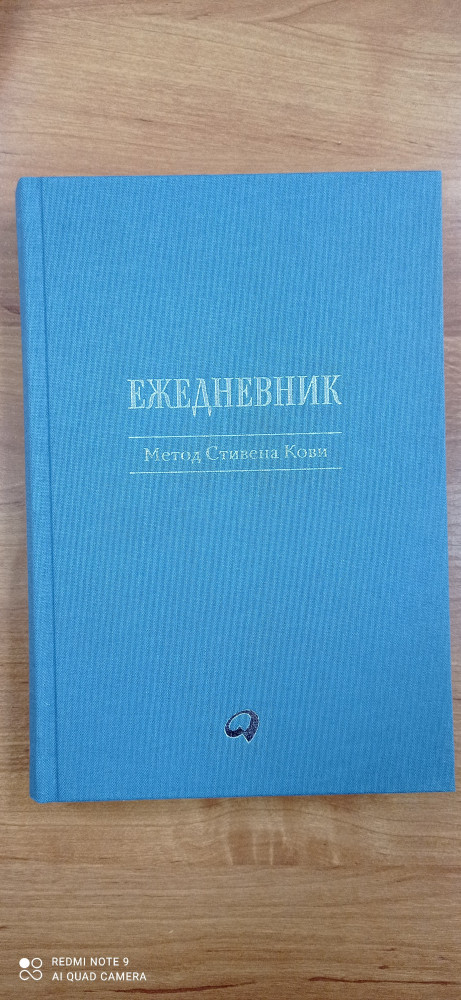 ЕЖЕДНЕВНИК
Метод Стивена Кови
REDMI NOTE 9
AI QUAD CAMERA